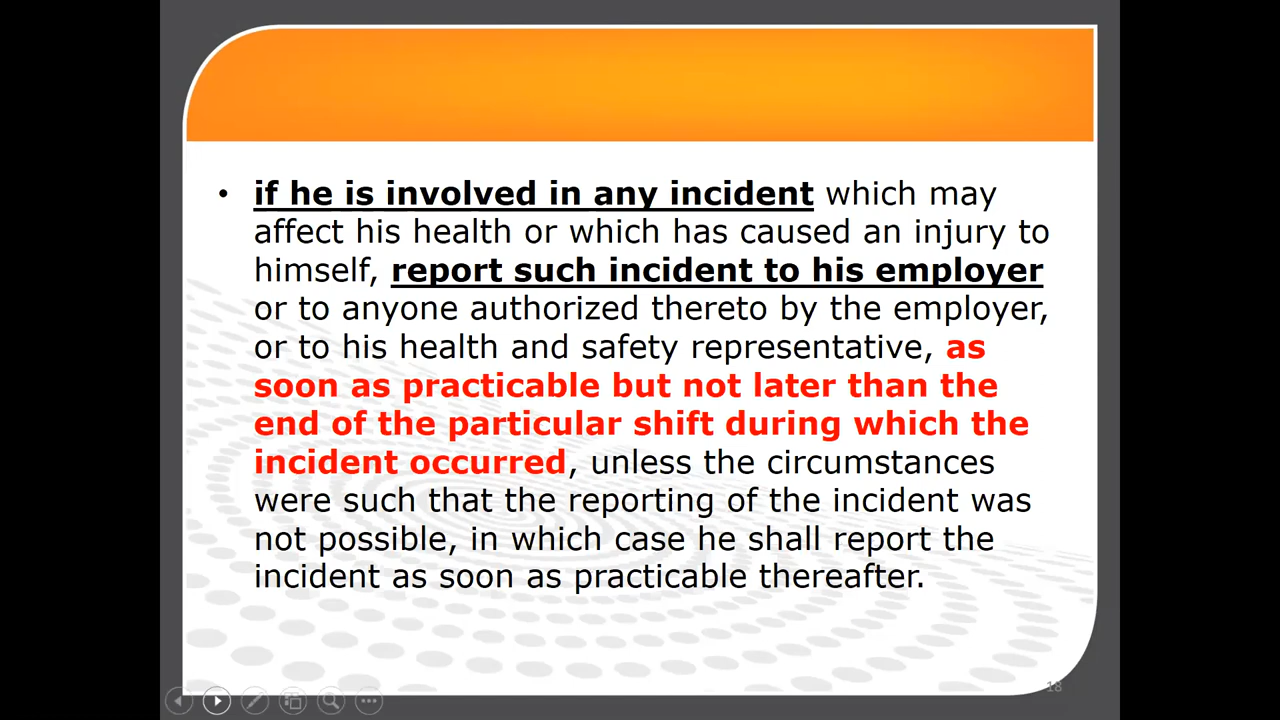 • if he is involved in any incident which may
affect his health or which has caused an injury to
himself, report such incident to his employer
or to anyone authorized thereto by the employer,
or to his health and safety representative, as
soon as practicable but not later than the
end of the particular shift during which the
incident occurred, unless the circumstances
were such that the reporting of the incident was
not possible, in which case he shall report the
incident as soon as practicable thereafter.
18